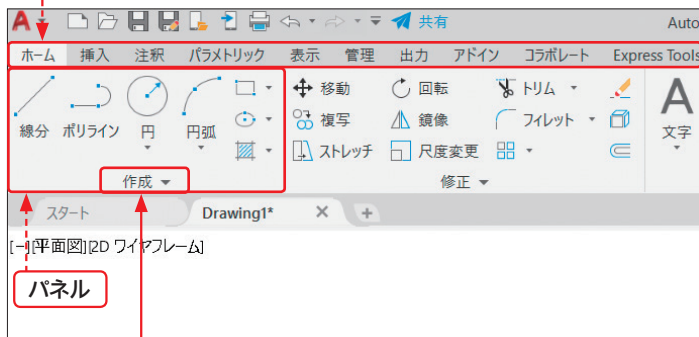 共有 Auto
ホーム 挿入 注釈 パラメトリック 表示 管理 出力 アドイン コラボレート Express Tools
線分 ポリライン 円 円弧
移動 回転 トリム
複写 鏡像 フィレット
ストレッチ 尺度変更
文字
作成 修正
スタート Drawing1*
[−][平面図][2D ワイヤフレーム]
パネル